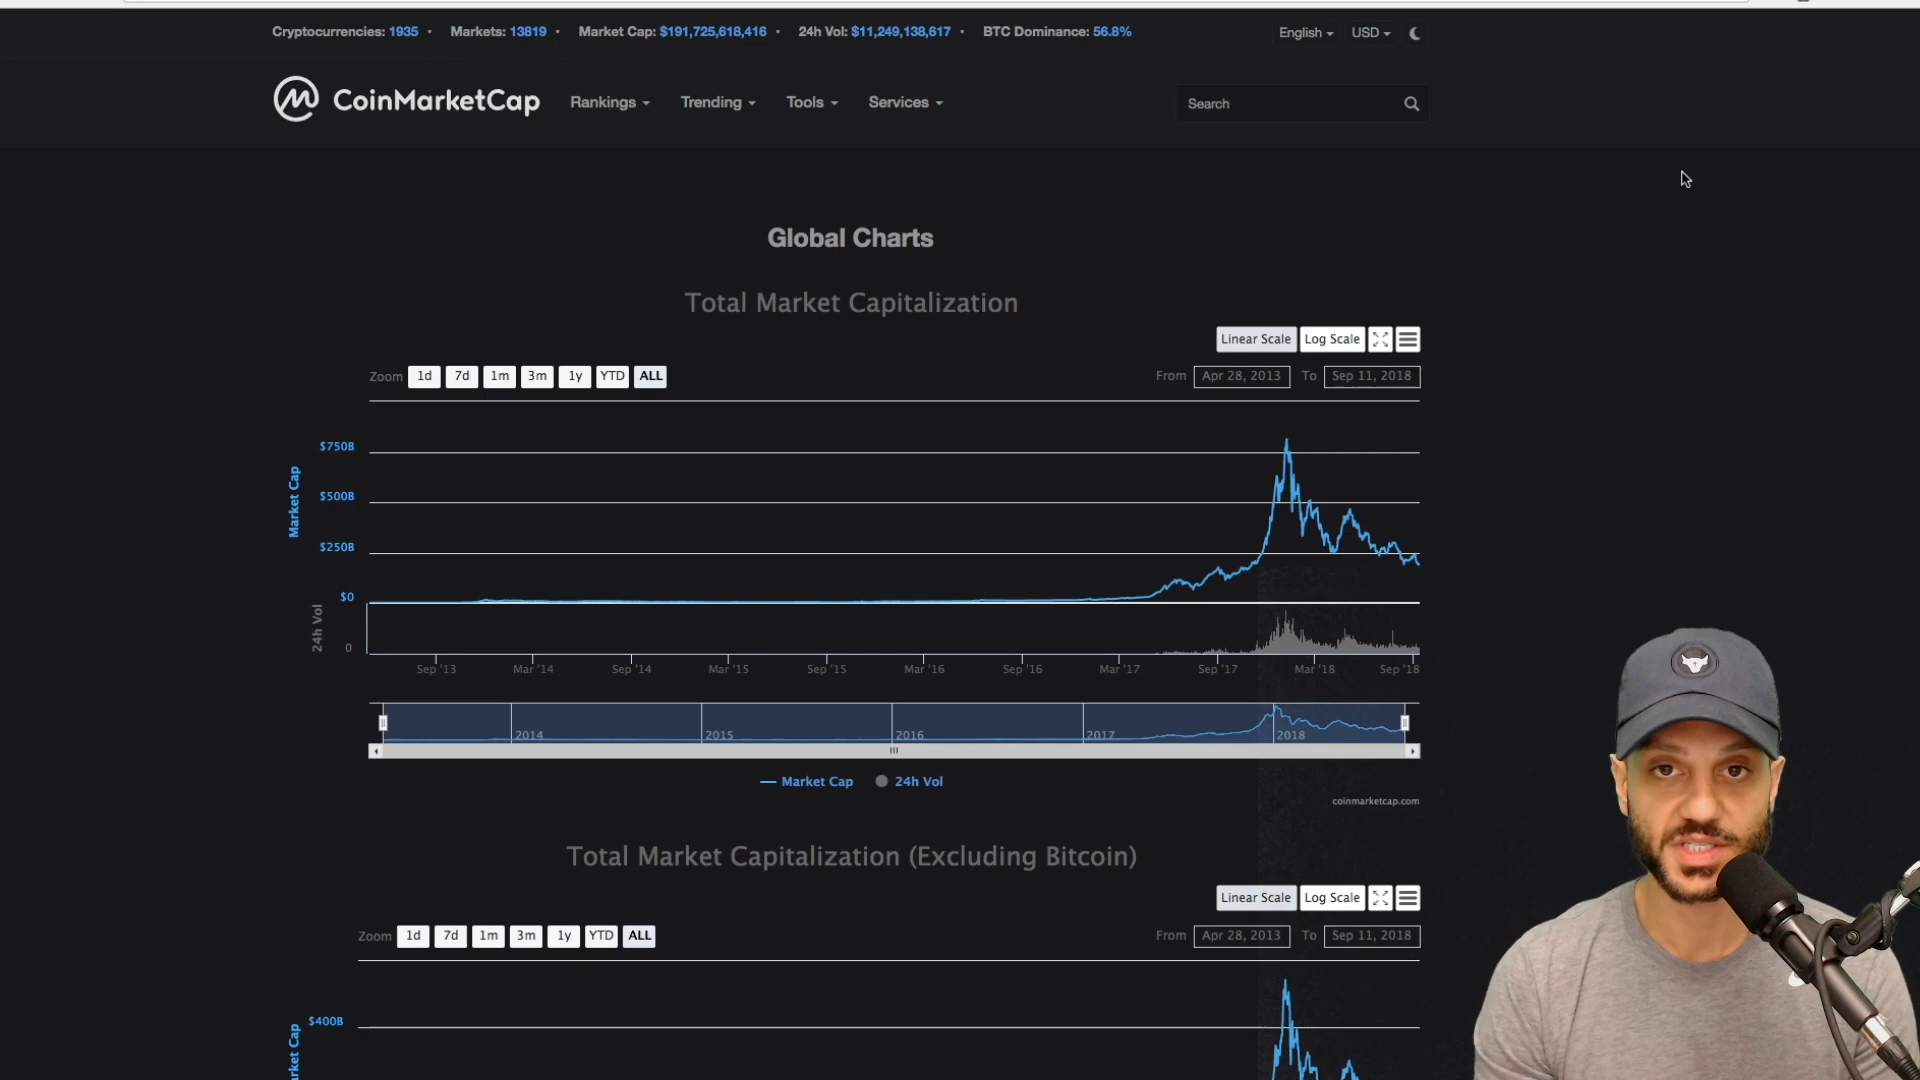 Cryptocurrencies: 1935 • Markets: 13819 • Market Cap: $191,725,618,416 • 24h Vol: $11,249,138,617 • BTC Dominance: 56.8% English USD
CoinMarketCap Rankings Trending Tools Services Search
Global Charts
Total Market Capitalization
Linear Scale Log Scale
Zoom 1d 7d 1m 3m 1y YTD ALL From Apr 28, 2013 To Sep 11, 2018
$750B
$500B
$250B
$0
Market Cap
24h Vol
0
Sep '13 Mar '14 Sep '14 Mar '15 Sep '15 Mar '16 Sep '16 Mar '17 Sep '17 Mar '18 Sep '18
2014 2015 2016 2017 2018
Market Cap 24h Vol
coinmarketcap.com
Total Market Capitalization (Excluding Bitcoin)
Linear Scale Log Scale
Zoom 1d 7d 1m 3m 1y YTD ALL From Apr 28, 2013 To Sep 11, 2018
$400B
rket Cap